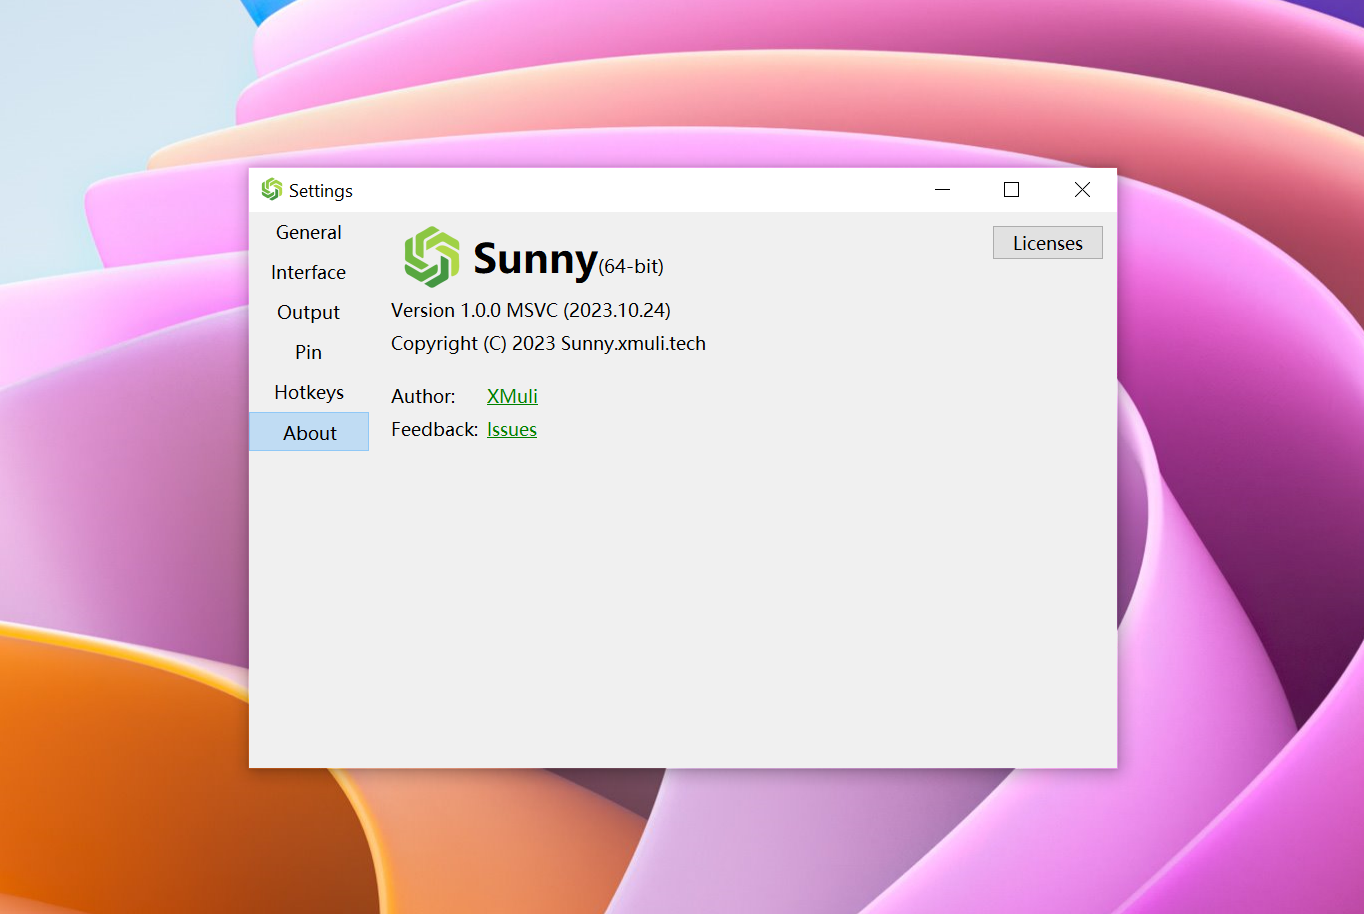 Settings
General
Interface
Output
Pin
Hotkeys
About
Sunny(64-bit)
Licenses
Version 1.0.0 MSVC (2023.10.24)
Copyright (C) 2023 Sunny.xmuli.tech
Author: XMuli
Feedback: Issues